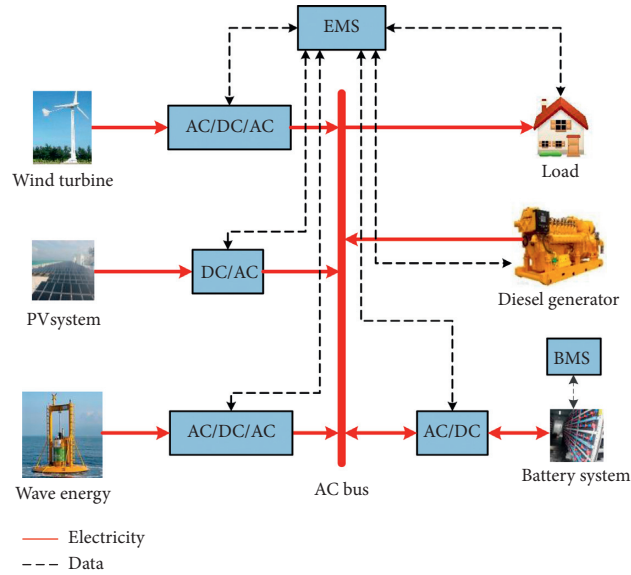 EMS
AC/DC/AC
Wind turbine
Load
DC/AC
PVsystem
Diesel generator
BMS
AC/DC/AC
AC/DC
Wave energy
AC bus
Battery system
Electricity
Data